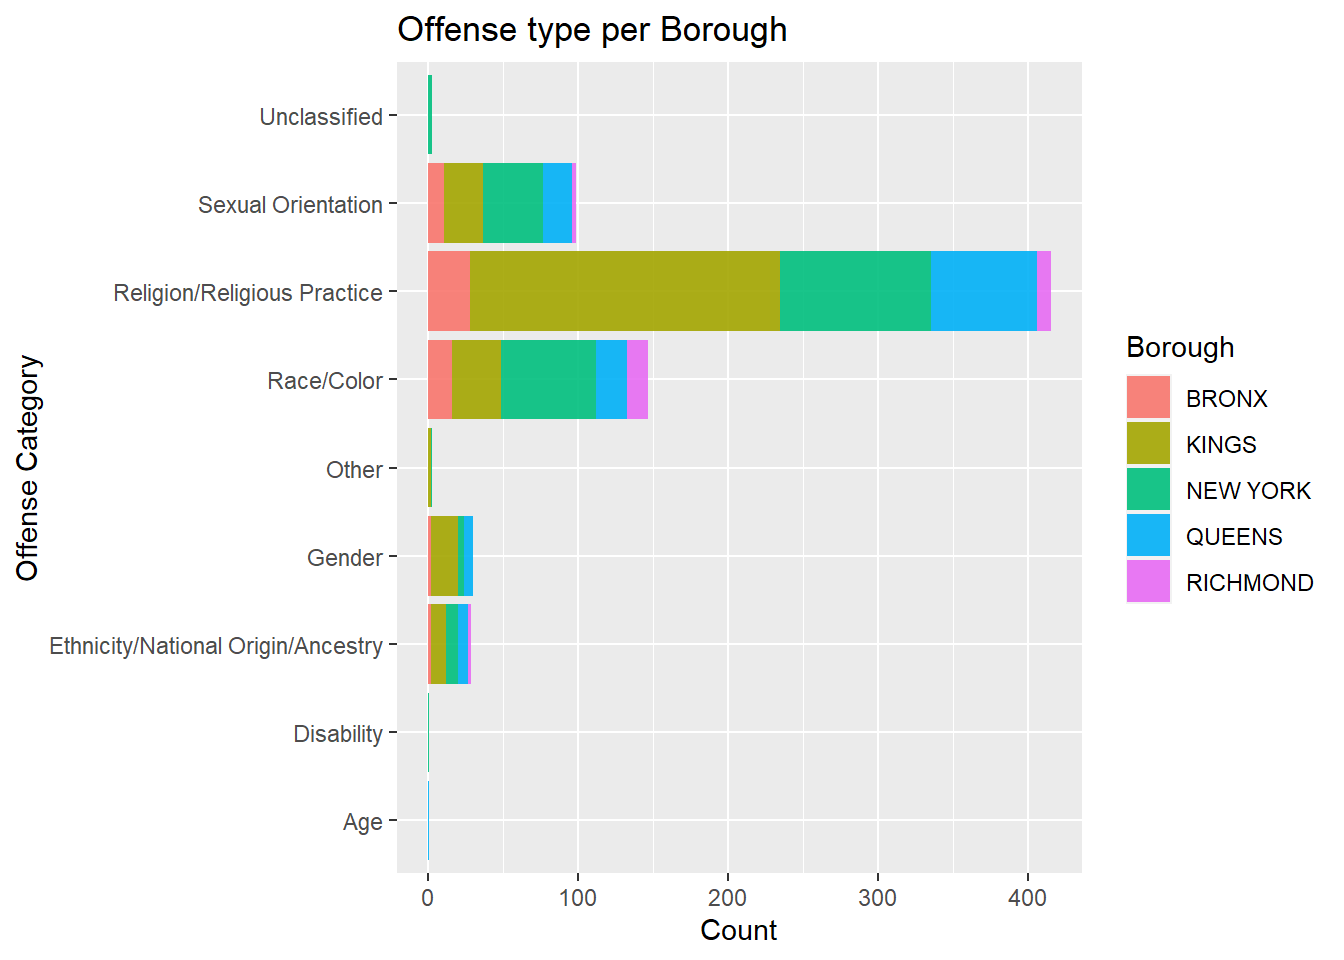 Offense type per Borough
Unclassified
Sexual Orientation
Religion/Religious Practice
Race/Color
Other
Gender
Ethnicity/National Origin/Ancestry
Disability
Age
Offense Category
0 100 200 300 400
Count
Borough
BRONX
KINGS
NEW YORK
QUEENS
RICHMOND